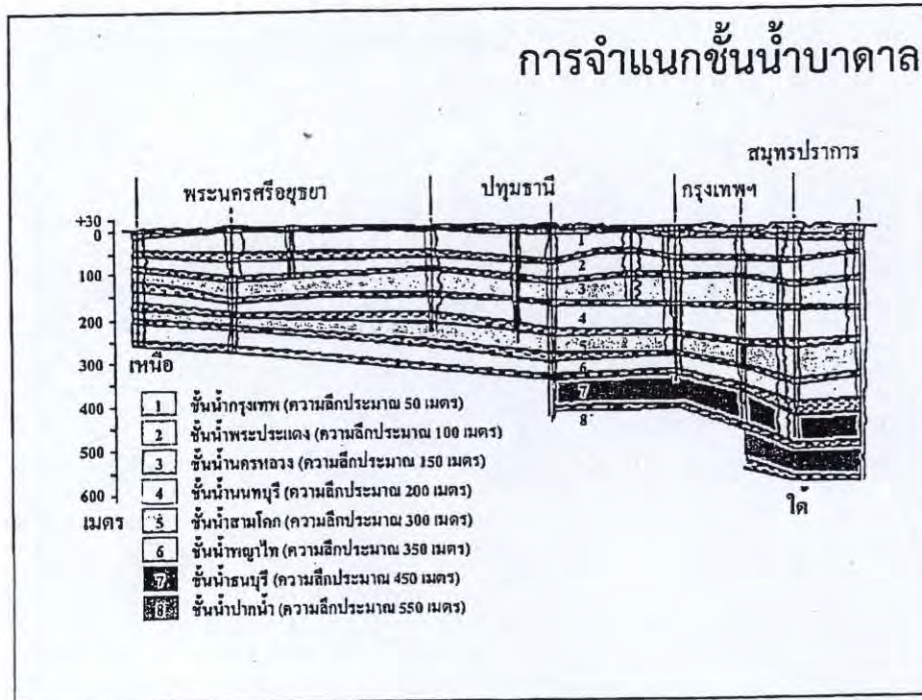 การจำแนกชั้นน้ำบาดาล
สมุทรปราการ
พระนครศรีอยุธยา
ปทุมธานี
กรุงเทพฯ
+30
0
100
200
300
400
500
600
เมตร
เหนือ
ใต้
1
2
3
4
5
6
7
8
1 ชั้นน้ำกรุงเทพ (ความลึกประมาณ 50 เมตร)
2 ชั้นน้ำพระประแดง (ความลึกประมาณ 100 เมตร)
3 ชั้นน้ำนครหลวง (ความลึกประมาณ 150 เมตร)
4 ชั้นน้ำนนทบุรี (ความลึกประมาณ 200 เมตร)
5 ชั้นน้ำสามโคก (ความลึกประมาณ 300 เมตร)
6 ชั้นน้ำพญาไท (ความลึกประมาณ 350 เมตร)
7 ชั้นน้ำธนบุรี (ความลึกประมาณ 450 เมตร)
8 ชั้นน้ำปากน้ำ (ความลึกประมาณ 550 เมตร)